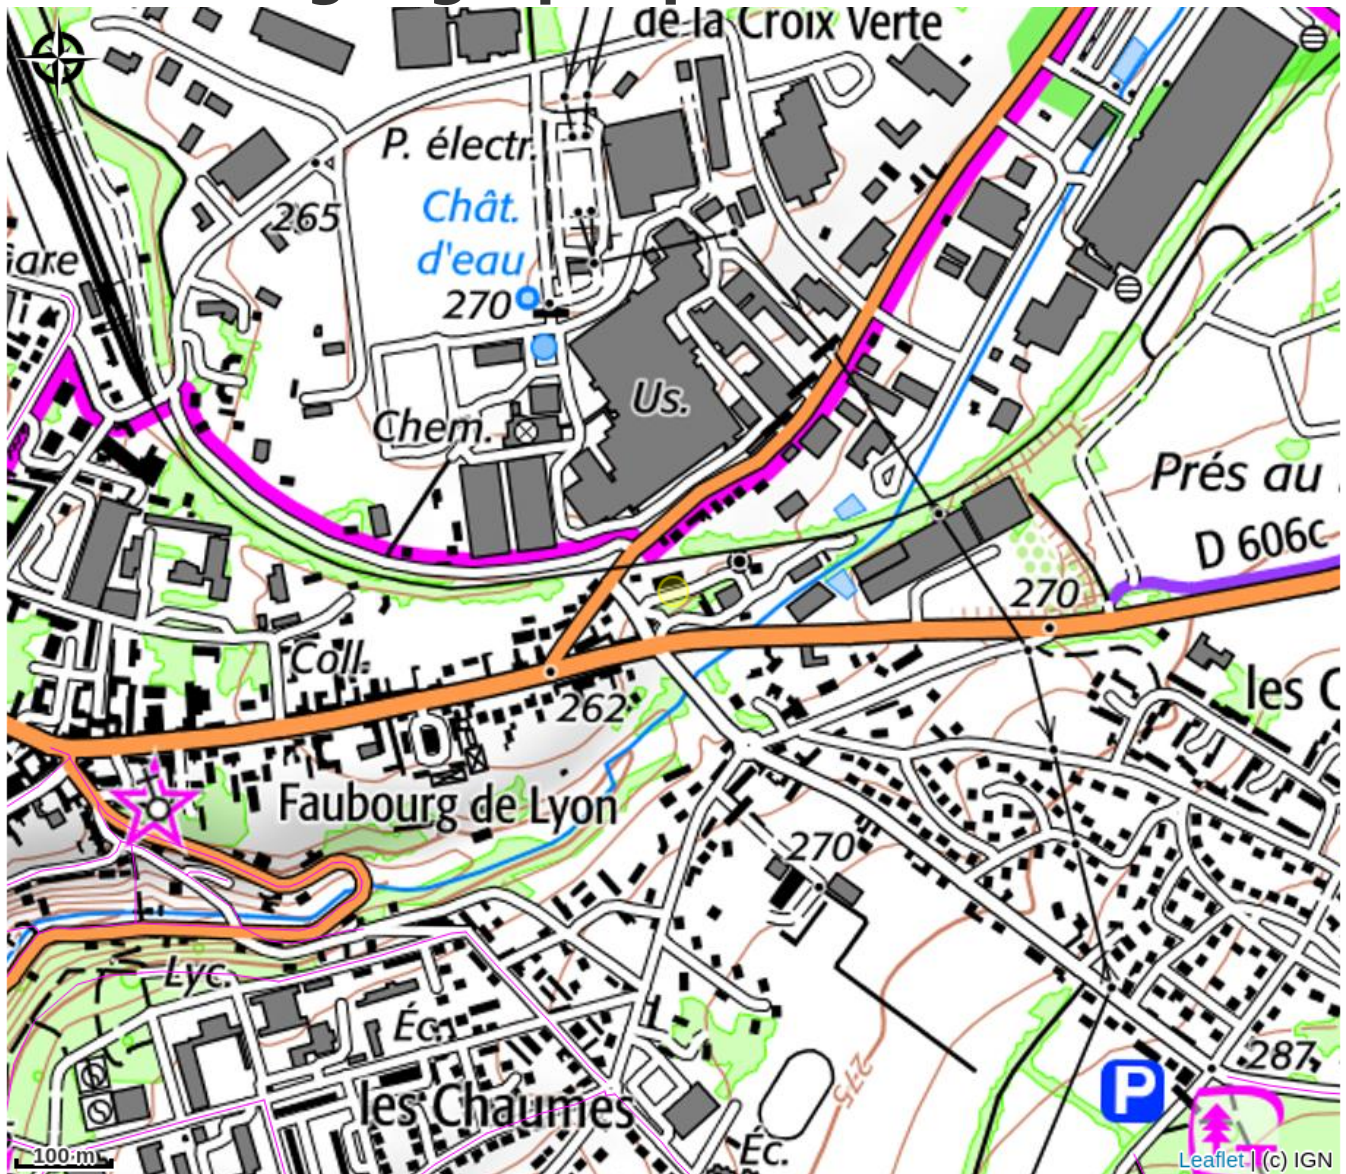 de la Croix Verte
P. électr.
265
Chât.
d'eau
270
Us.
Chem.
Prés au
D 606c
270
Coll.
262
les C
Faubourg de Lyon
270
Lyc.
Éc.
les Chaumes
275
287
P
Éc.
100 m
Leaflet | (c) IGN